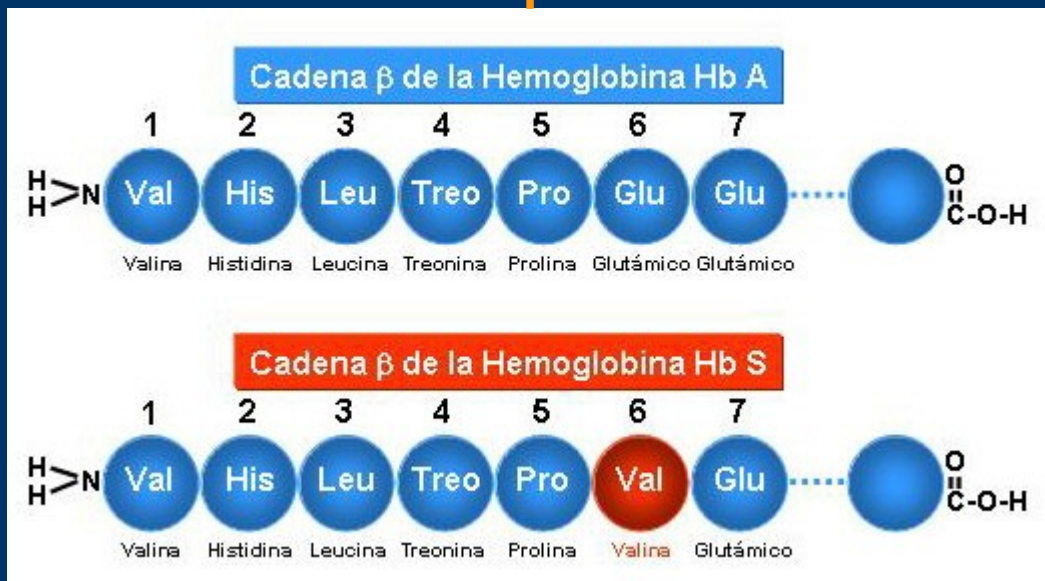 Cadena β de la Hemoglobina Hb A
1 2 3 4 5 6 7
H
H >N Val His Leu Treo Pro Glu Glu O
C-O-H
Valina Histidina Leucina Treonina Prolina Glutámico Glutámico
Cadena β de la Hemoglobina Hb S
1 2 3 4 5 6 7
H
H >N Val His Leu Treo Pro Val Glu O
C-O-H
Valina Histidina Leucina Treonina Prolina Valina Glutámico